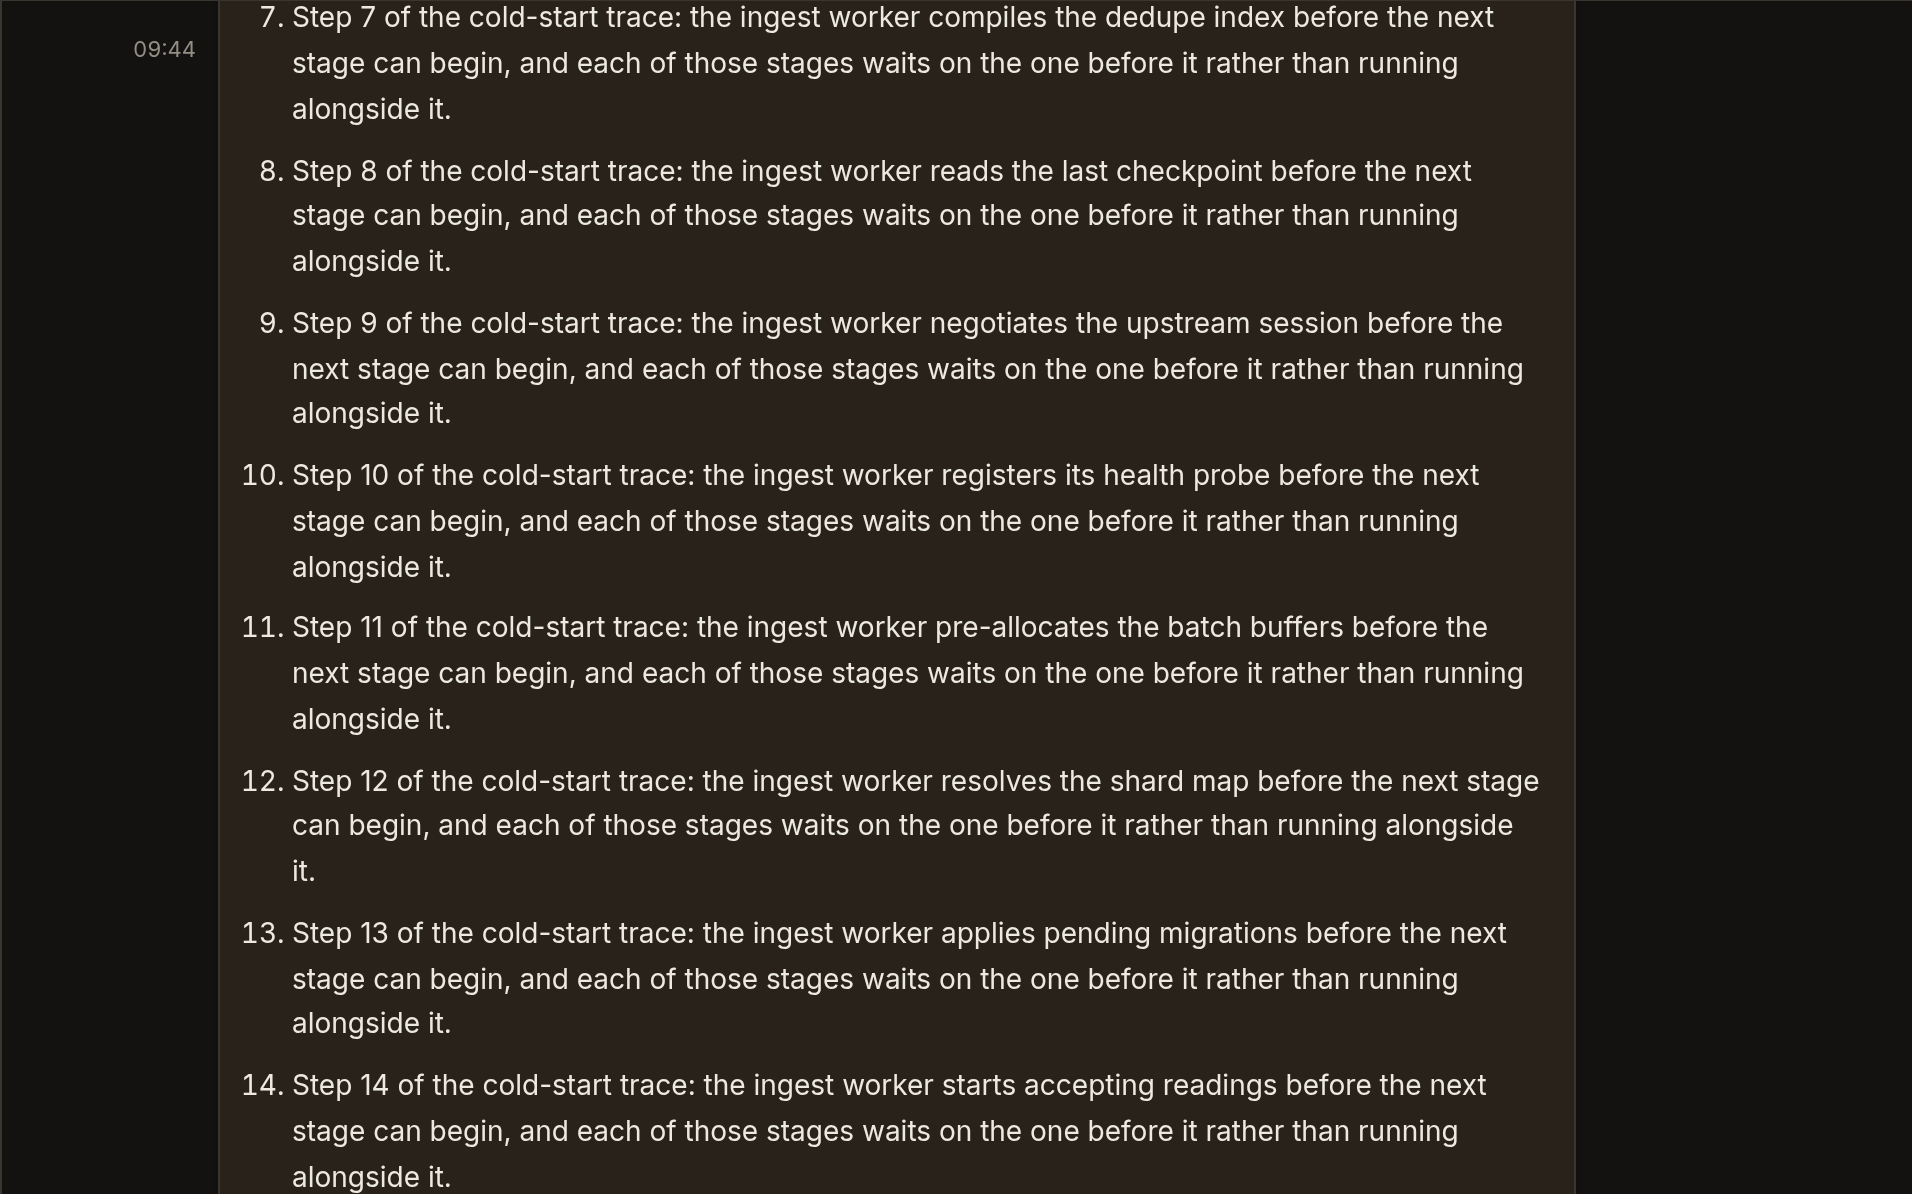 7. Step 7 of the cold-start trace: the ingest worker compiles the dedupe index before the next
09:44
stage can begin, and each of those stages waits on the one before it rather than running
alongside it.
8. Step 8 of the cold-start trace: the ingest worker reads the last checkpoint before the next
stage can begin, and each of those stages waits on the one before it rather than running
alongside it.
9. Step 9 of the cold-start trace: the ingest worker negotiates the upstream session before the
next stage can begin, and each of those stages waits on the one before it rather than running
alongside it.
10. Step 10 of the cold-start trace: the ingest worker registers its health probe before the next
stage can begin, and each of those stages waits on the one before it rather than running
alongside it.
11. Step 11 of the cold-start trace: the ingest worker pre-allocates the batch buffers before the
next stage can begin, and each of those stages waits on the one before it rather than running
alongside it.
12. Step 12 of the cold-start trace: the ingest worker resolves the shard map before the next stage
can begin, and each of those stages waits on the one before it rather than running alongside
it.
13. Step 13 of the cold-start trace: the ingest worker applies pending migrations before the next
stage can begin, and each of those stages waits on the one before it rather than running
alongside it.
14. Step 14 of the cold-start trace: the ingest worker starts accepting readings before the next
stage can begin, and each of those stages waits on the one before it rather than running
alongside it.